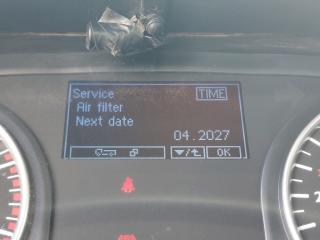 Service TIME
Air filter
Next date
04.2027
OK